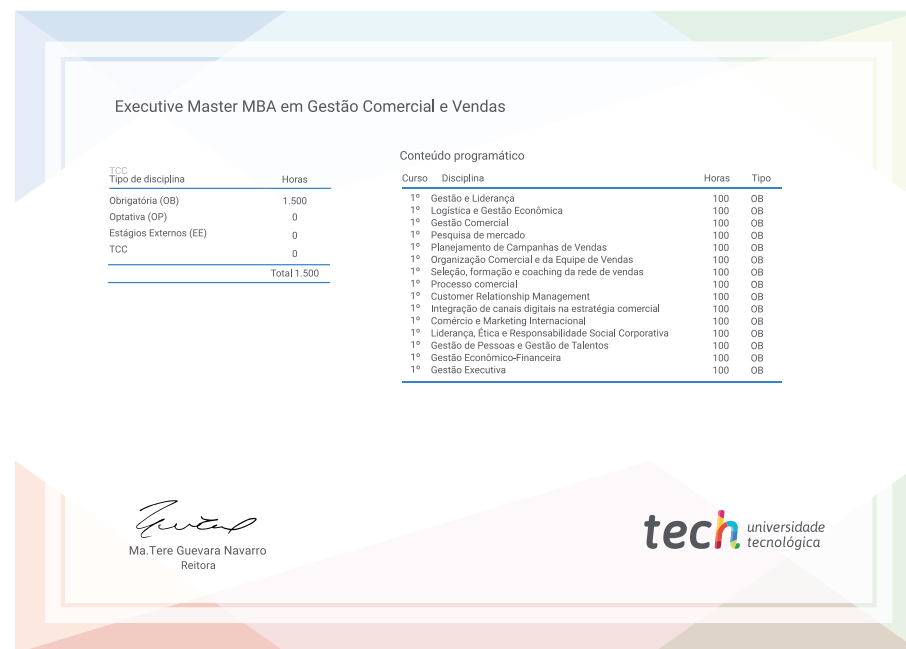 Executive Master MBA em Gestão Comercial e Vendas
TCC
Tipo de disciplina Horas
Obrigatória (OB) 1.500
Optativa (OP) 0
Estágios Externos (EE) 0
TCC 0
Total 1.500
Conteúdo programático
Curso Disciplina Horas Tipo
1º Gestão e Liderança 100 OB
1º Logística e Gestão Econômica 100 OB
1º Gestão Comercial 100 OB
1º Pesquisa de mercado 100 OB
1º Planejamento de Campanhas de Vendas 100 OB
1º Organização Comercial e da Equipe de Vendas 100 OB
1º Seleção, formação e coaching da rede de vendas 100 OB
1º Processo comercial 100 OB
1º Customer Relationship Management 100 OB
1º Integração de canais digitais na estratégia comercial 100 OB
1º Comércio e Marketing Internacional 100 OB
1º Liderança, Ética e Responsabilidade Social Corporativa 100 OB
1º Gestão de Pessoas e Gestão de Talentos 100 OB
1º Gestão Econômico-Financeira 100 OB
1º Gestão Executiva 100 OB
Ma.Tere Guevara Navarro
Reitora
tech universidade
tecnológica